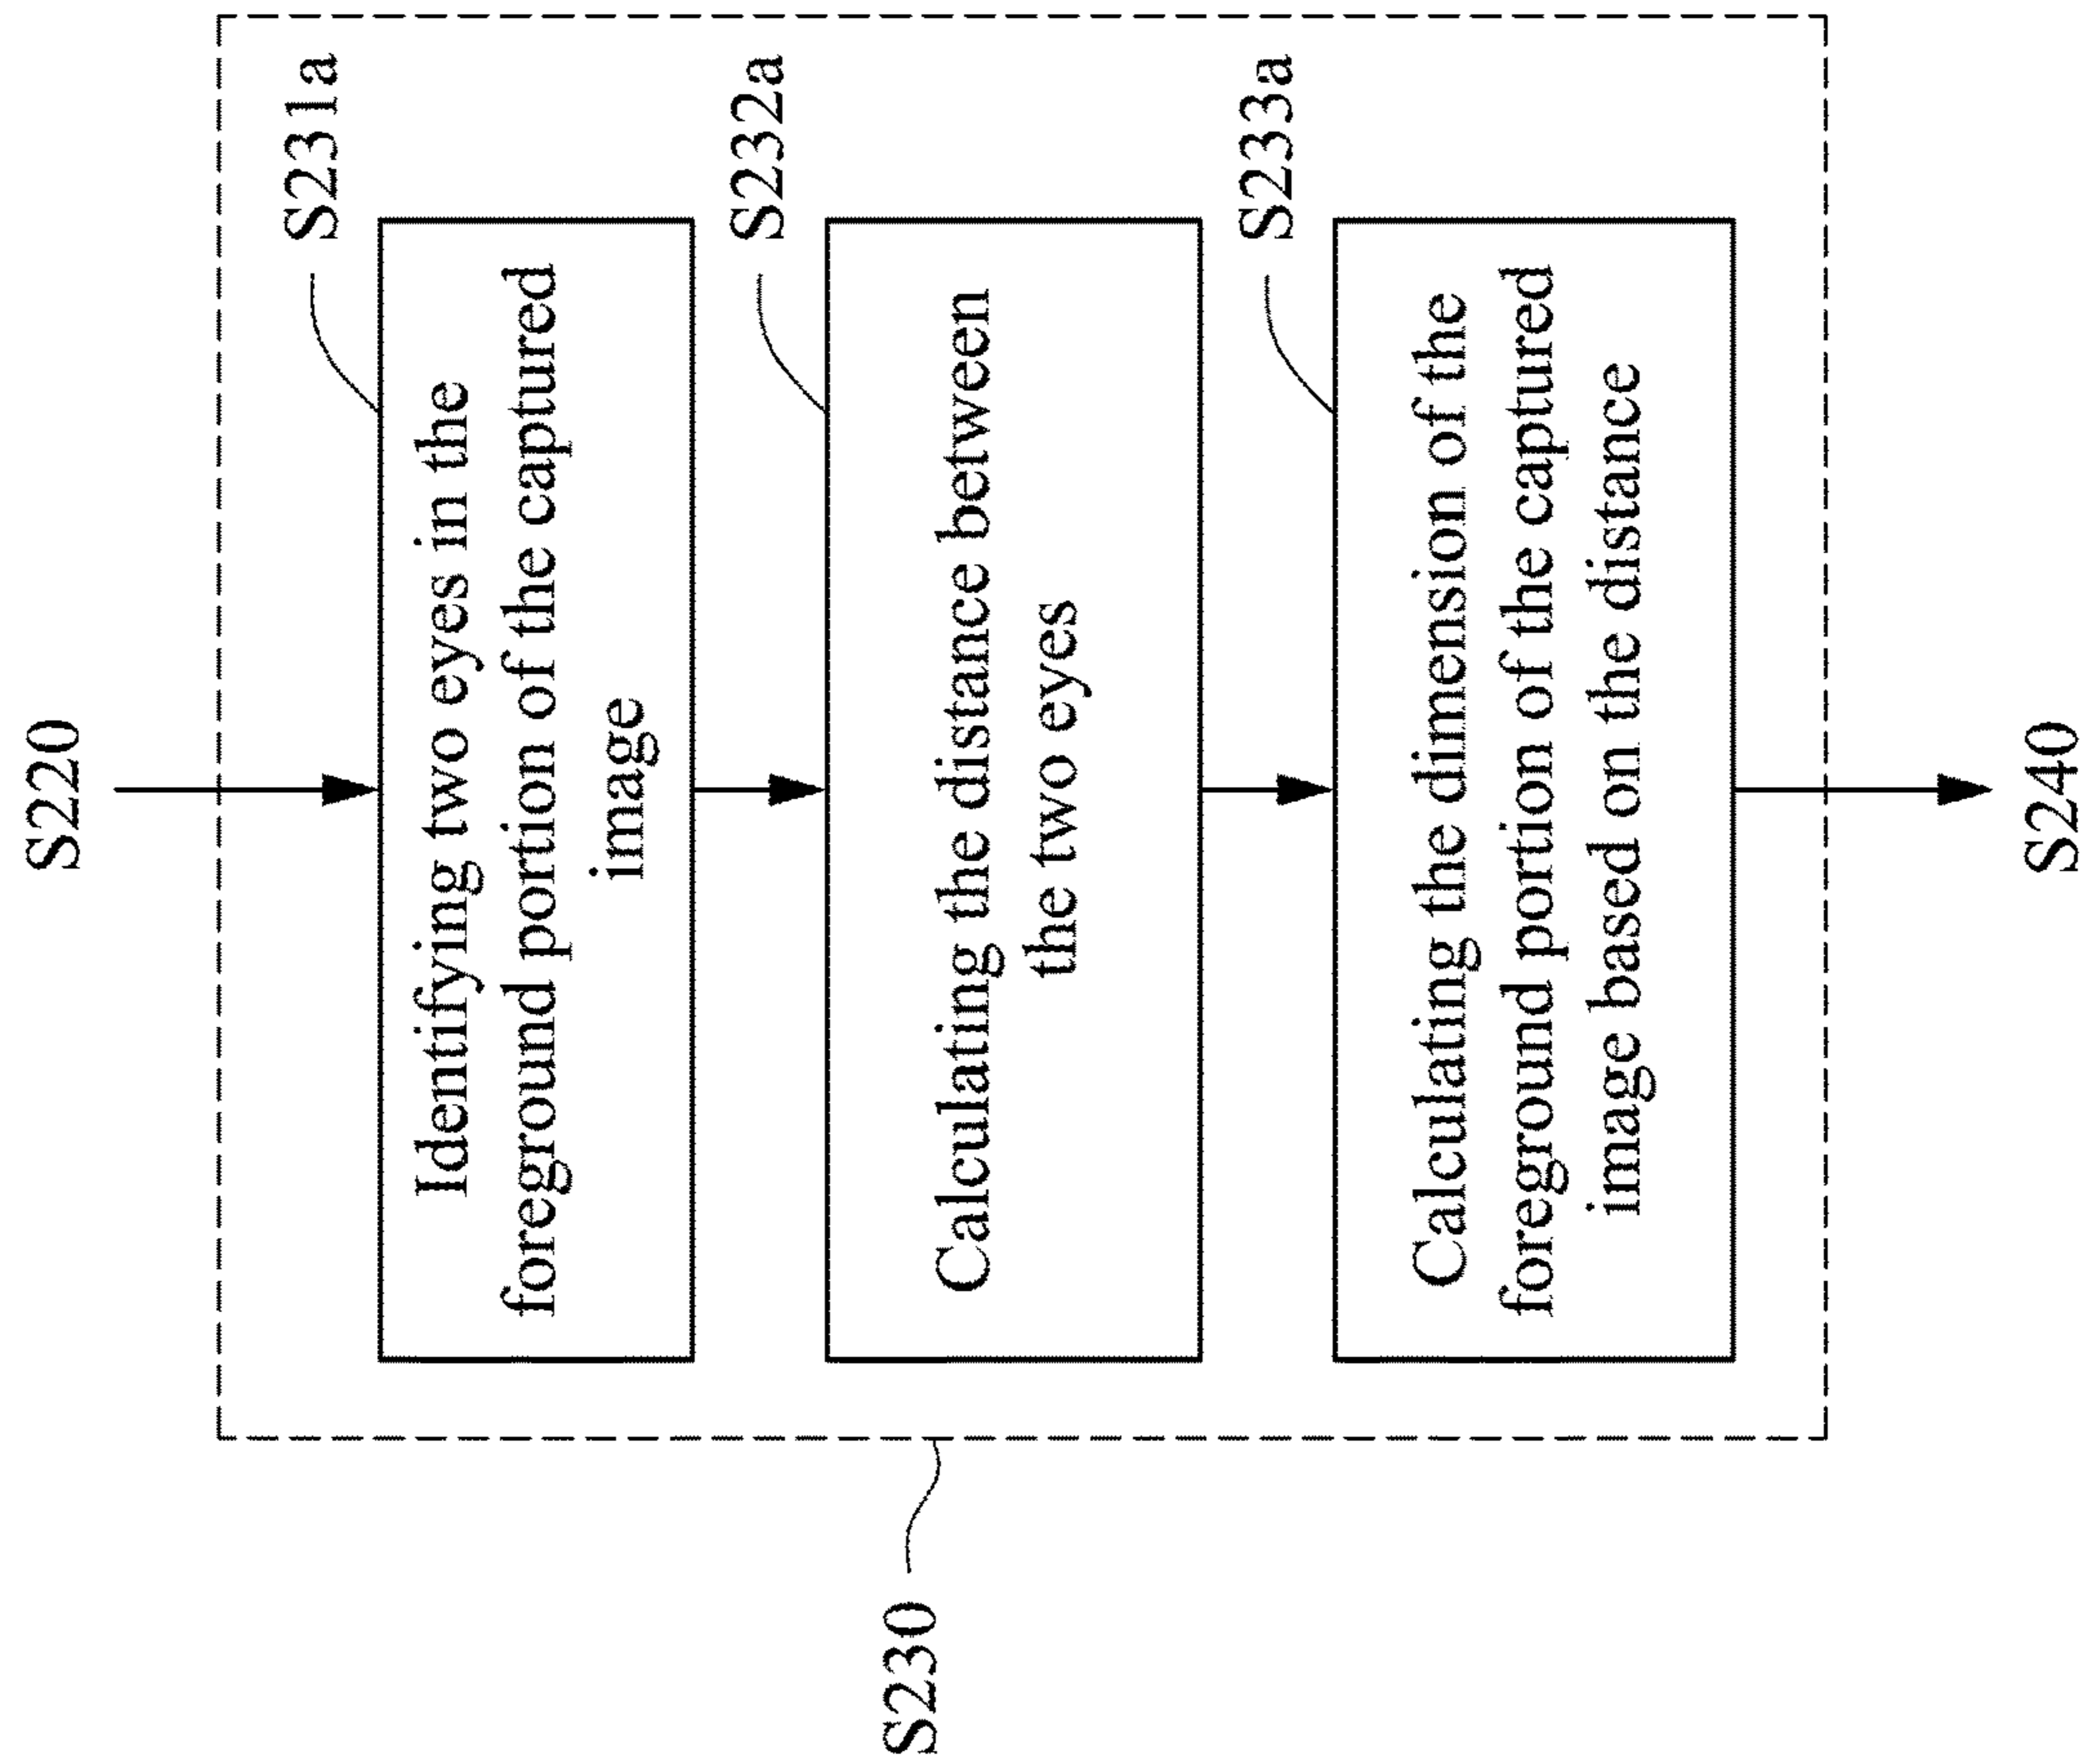 S220
S231a
Identifying two eyes in the
foreground portion of the captured
image
S232a
Calculating the distance between
the two eyes
S230
S233a
Calculating the dimension of the
foreground portion of the captured
image based on the distance
S240